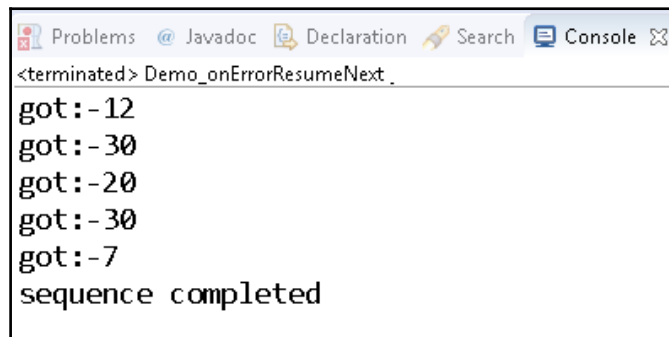 Problems @ Javadoc Declaration Search Console
<terminated> Demo_onErrorResumeNext
got:-12
got:-30
got:-20
got:-30
got:-7
sequence completed